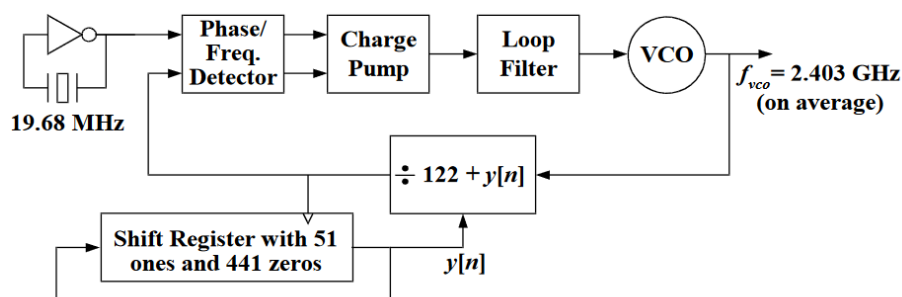 Phase/
Freq.
Detector
Charge
Pump
Loop
Filter
VCO
f_vco = 2.403 GHz
(on average)
19.68 MHz
÷ 122 + y[n]
Shift Register with 51
ones and 441 zeros
y[n]